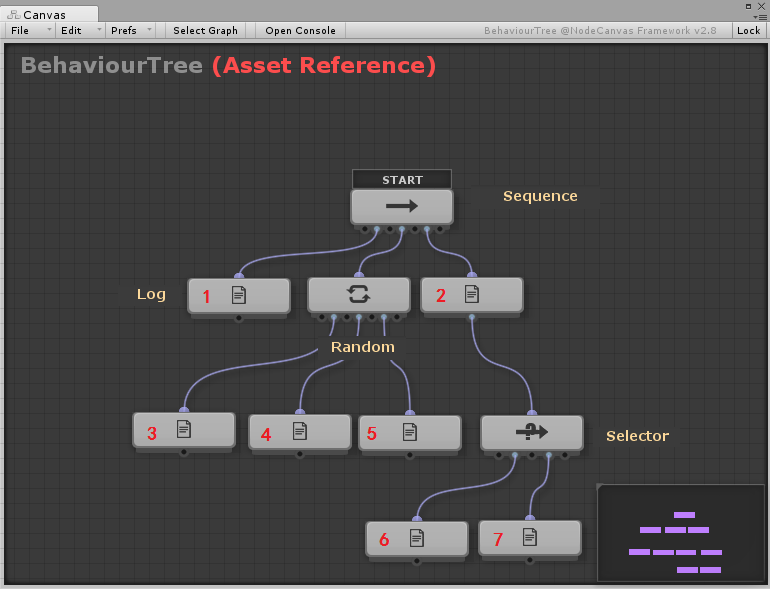 Canvas
File Edit Prefs Select Graph Open Console BehaviourTree @NodeCanvas Framework v2.8 Lock
BehaviourTree (Asset Reference)
START
Sequence
Log
1
2
Random
3
4
5
Selector
6
7